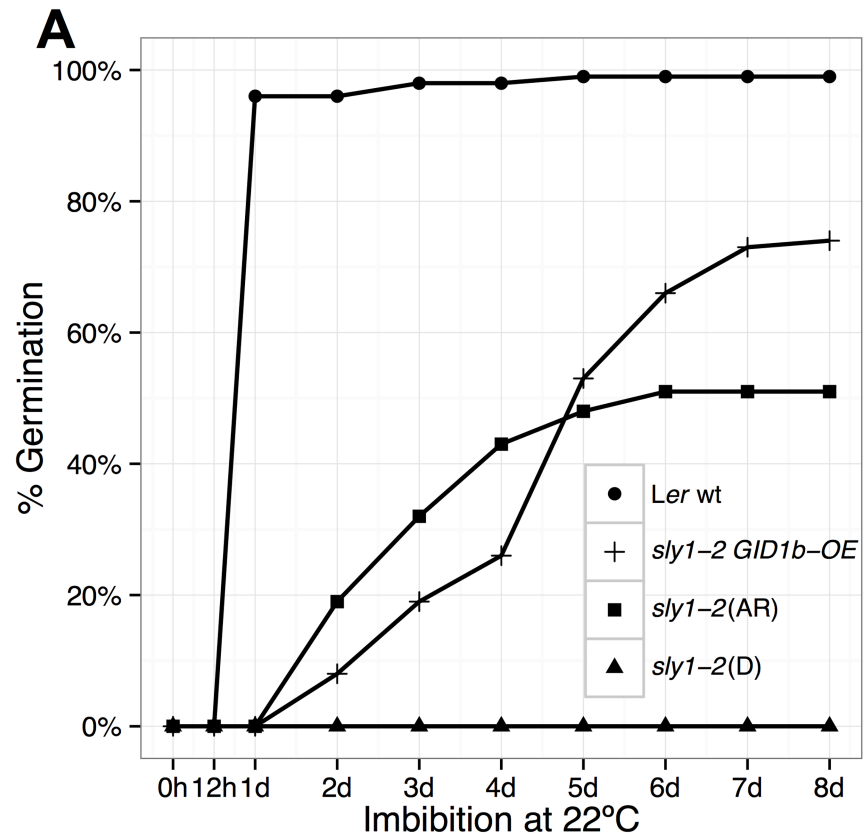 A
100%
80%
60%
40%
20%
0%
% Germination
Ler wt
sly1–2 GID1b–OE
sly1–2(AR)
sly1–2(D)
0h 12h 1d 2d 3d 4d 5d 6d 7d 8d
Imbibition at 22ºC